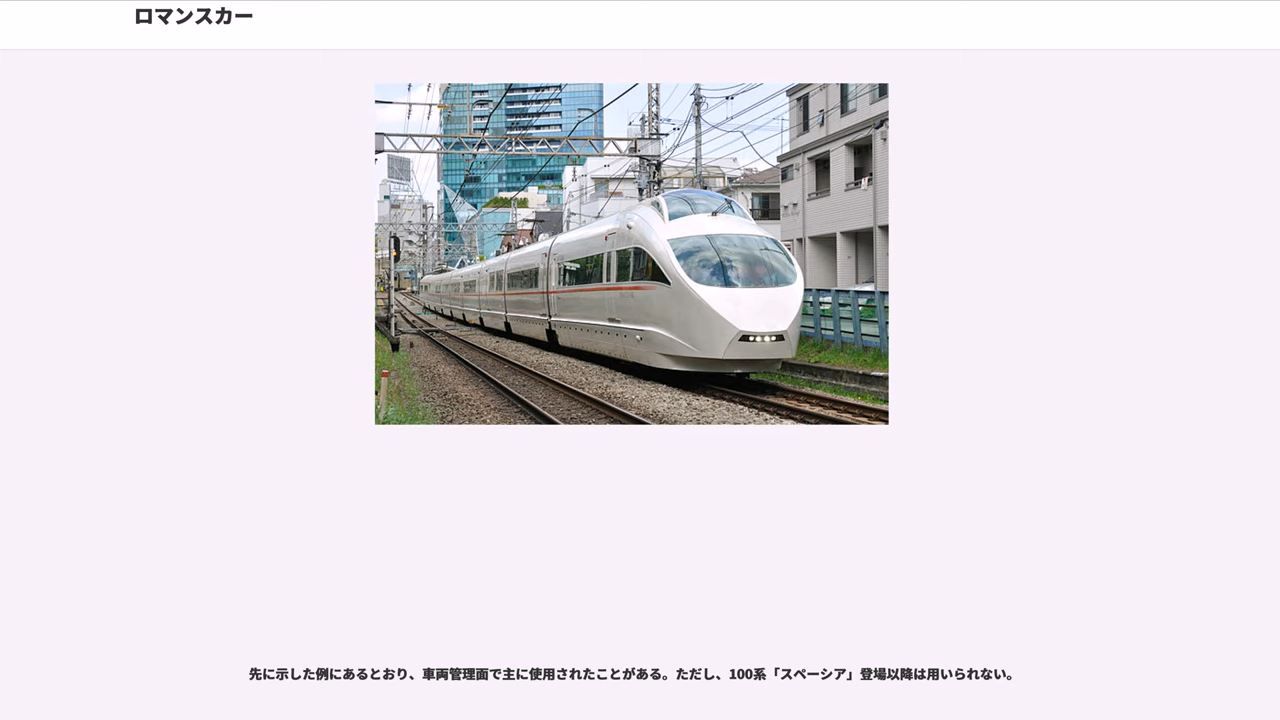 ロマンスカー
先に示した例にあるとおり、車両管理面で主に使用されたことがある。ただし、100系「スペーシア」登場以降は用いられない。